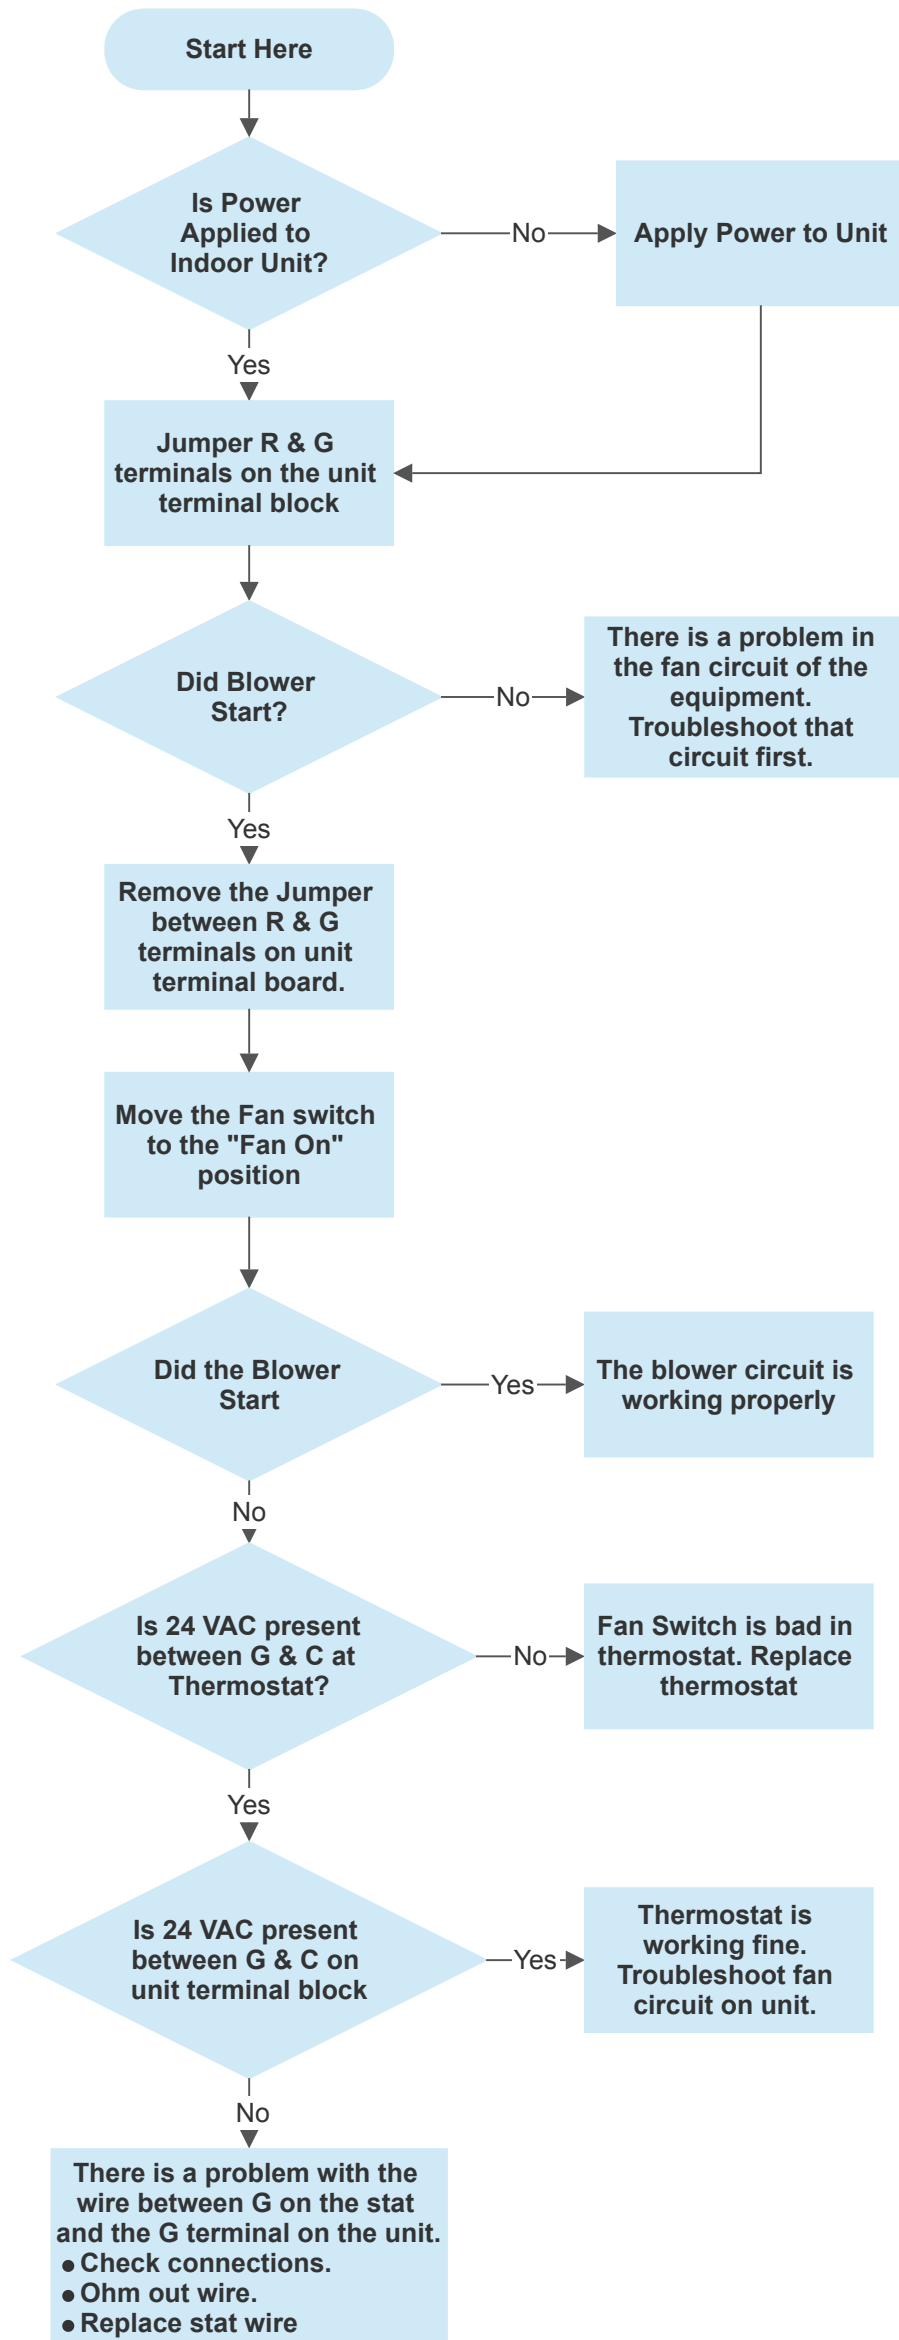 Start Here
Is Power
Applied to
Indoor Unit?
No
Apply Power to Unit
Yes
Jumper R & G
terminals on the unit
terminal block
Did Blower
Start?
No
There is a problem in
the fan circuit of the
equipment.
Troubleshoot that
circuit first.
Yes
Remove the Jumper
between R & G
terminals on unit
terminal board.
Move the Fan switch
to the "Fan On"
position
Did the Blower
Start
Yes
The blower circuit is
working properly
No
Is 24 VAC present
between G & C at
Thermostat?
No
Fan Switch is bad in
thermostat. Replace
thermostat
Yes
Is 24 VAC present
between G & C on
unit terminal block
Yes
Thermostat is
working fine.
Troubleshoot fan
circuit on unit.
No
There is a problem with the
wire between G on the stat
and the G terminal on the unit.
● Check connections.
● Ohm out wire.
● Replace stat wire